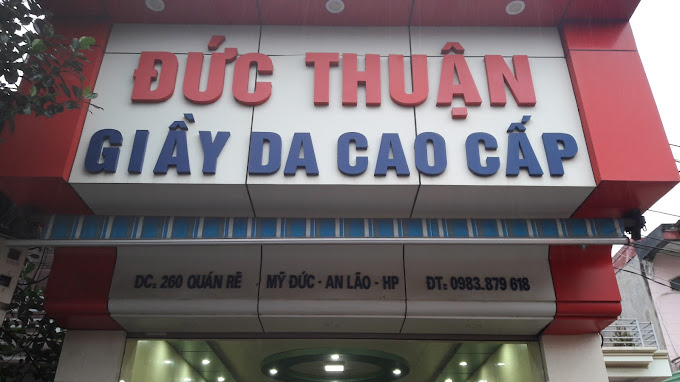 ĐỨC THUẬN
GIẦY DA CAO CẤP
ĐC. 260 QUÁN RẼ MỸ ĐỨC - AN LÃO - HP ĐT: 0983.879 618